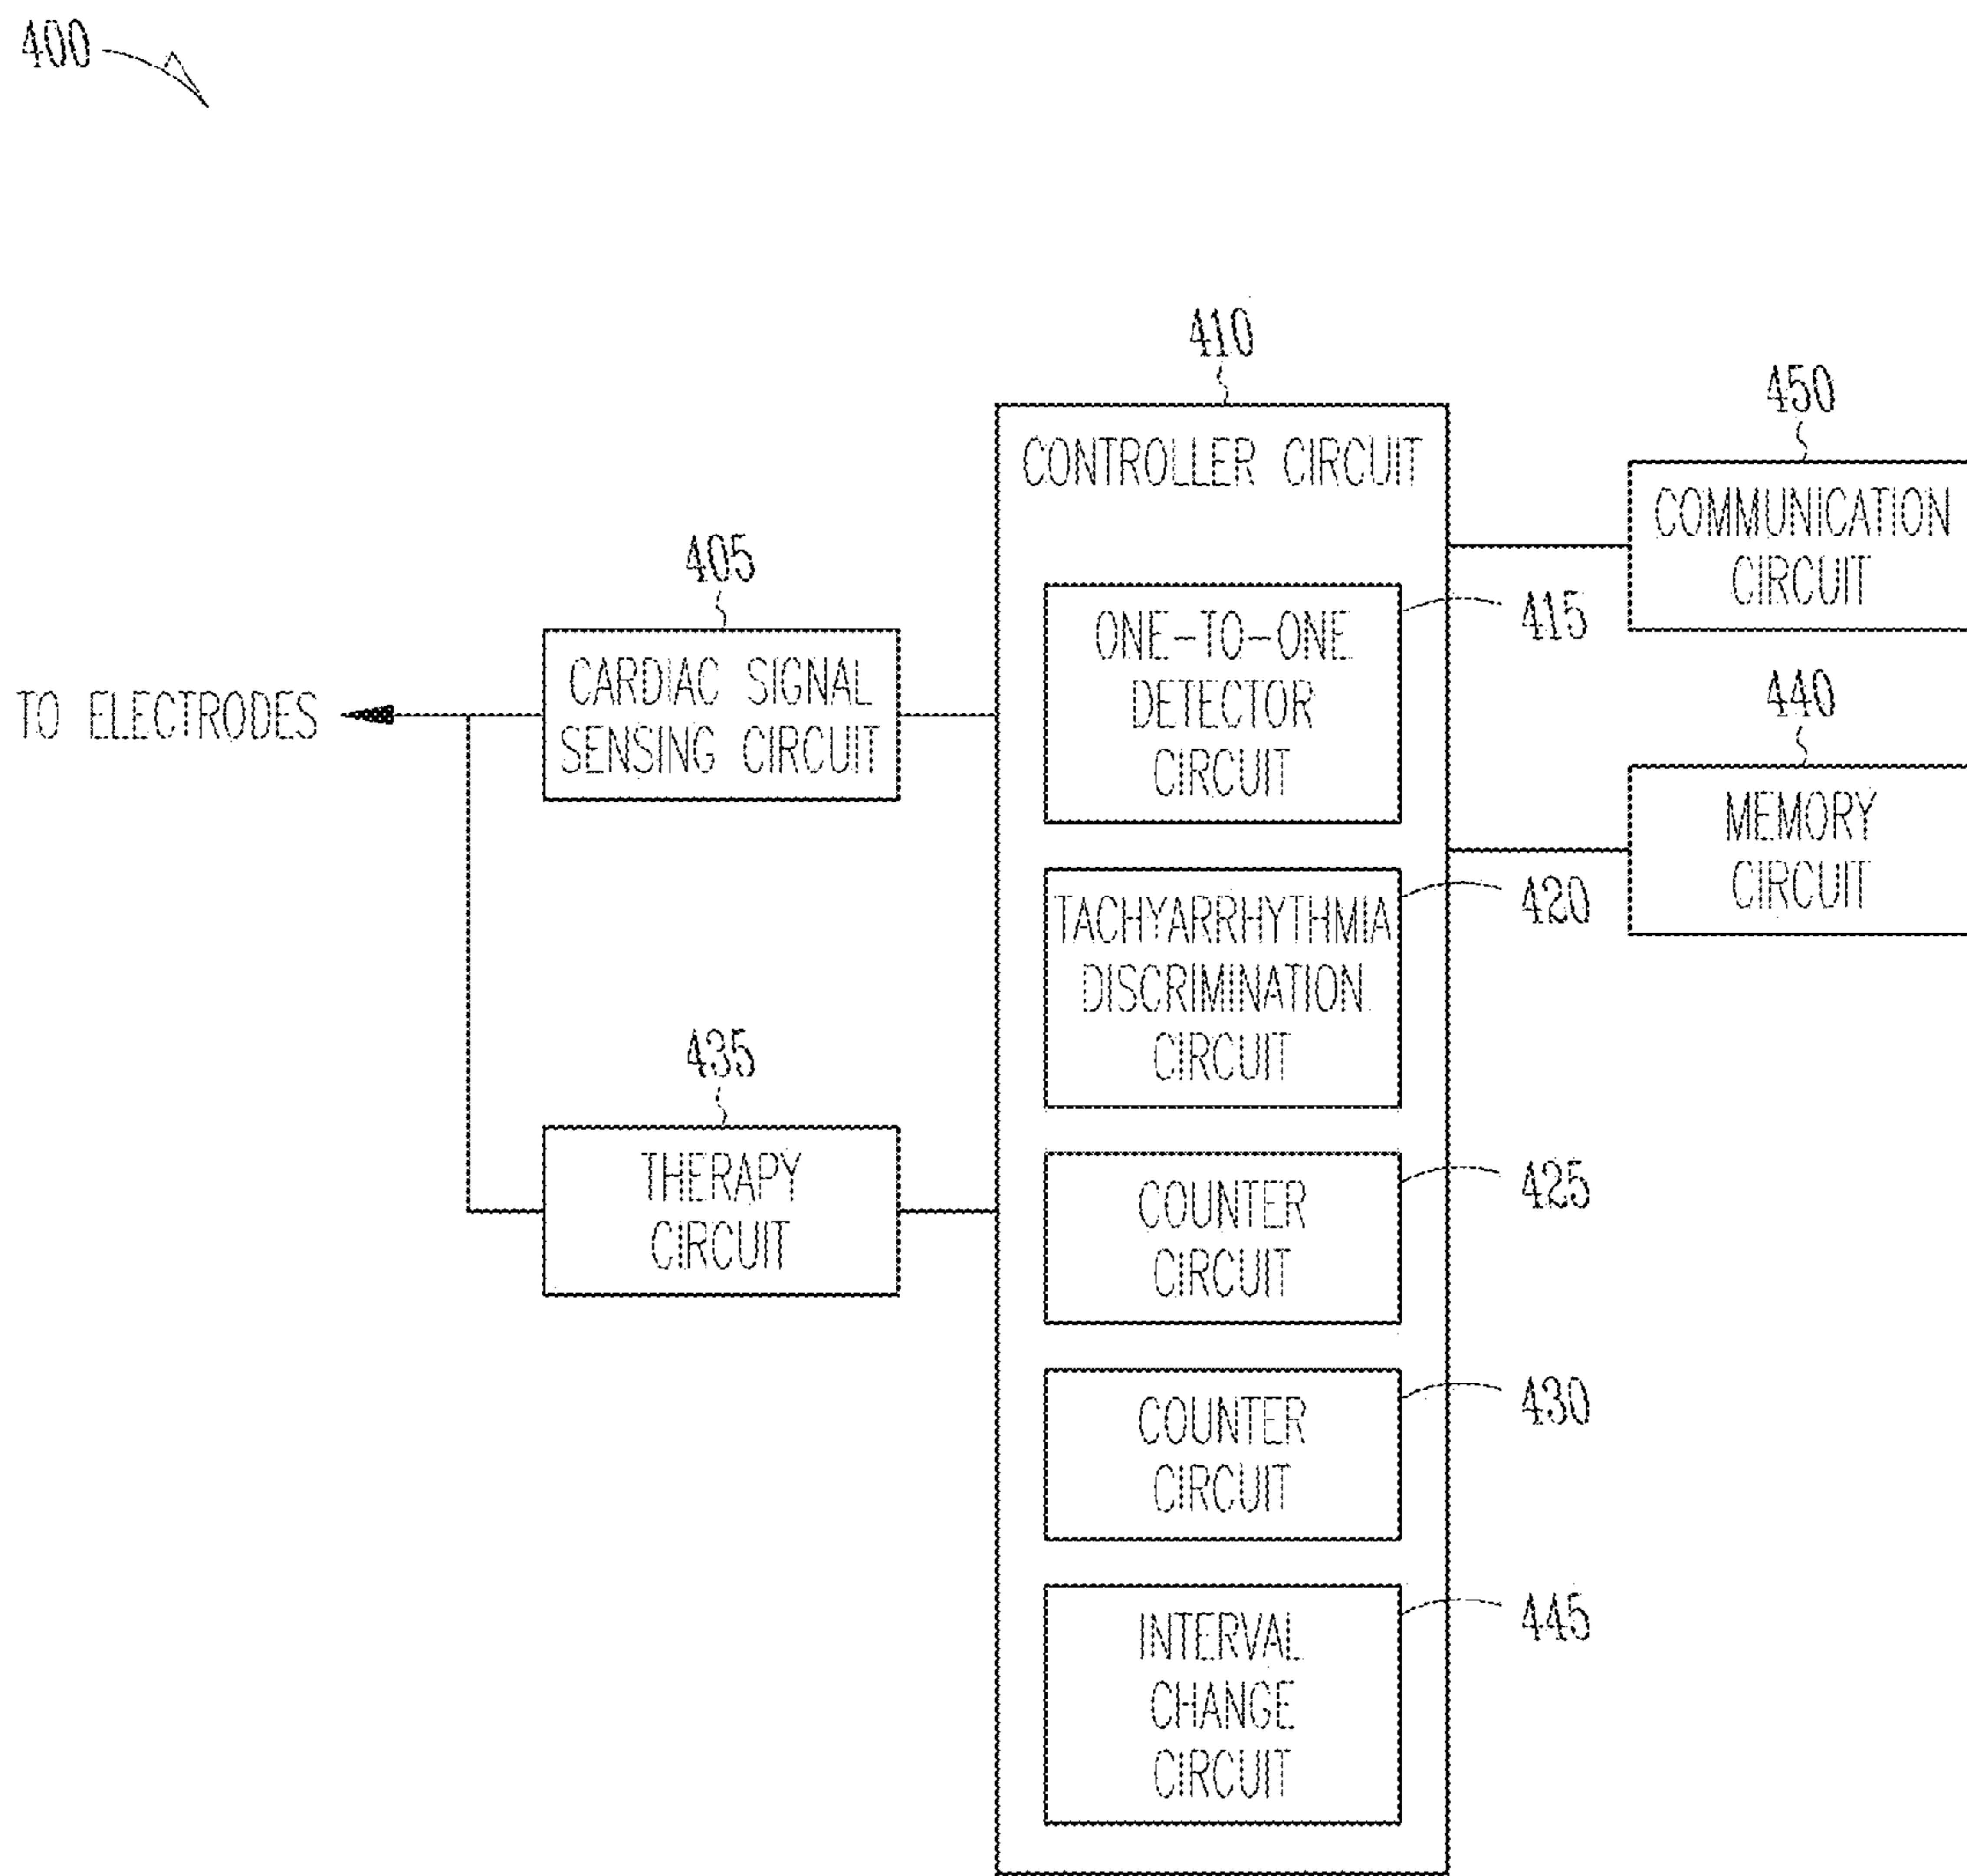 400
410
CONTROLLER CIRCUIT
450
COMMUNICATION
CIRCUIT
405
CARDIAC SIGNAL
SENSING CIRCUIT
TO ELECTRODES
415
ONE-TO-ONE
DETECTOR
CIRCUIT
440
MEMORY
CIRCUIT
420
TACHYARRHYTHMIA
DISCRIMINATION
CIRCUIT
435
THERAPY
CIRCUIT
425
COUNTER
CIRCUIT
430
COUNTER
CIRCUIT
445
INTERVAL
CHANGE
CIRCUIT